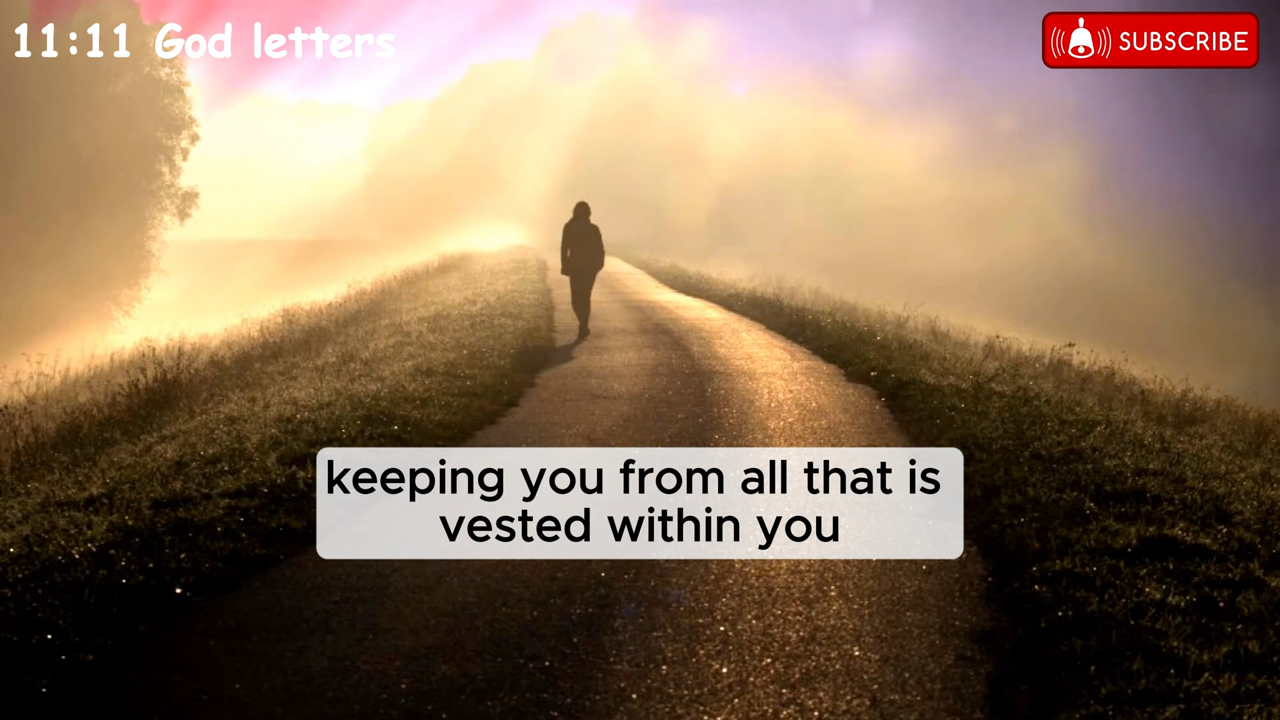 11:11 God letters
SUBSCRIBE
keeping you from all that is
vested within you